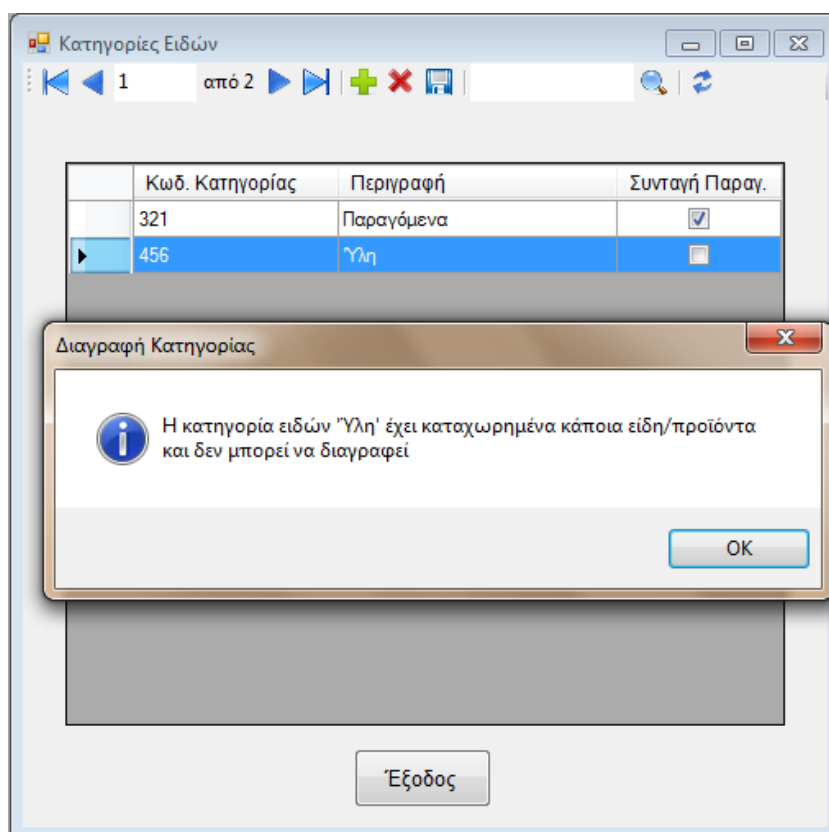 Κατηγορίες Ειδών
1 από 2
Κωδ. Κατηγορίας Περιγραφή Συνταγή Παραγ.
321 Παραγόμενα
456 Ύλη
Διαγραφή Κατηγορίας
Η κατηγορία ειδών 'Ύλη' έχει καταχωρημένα κάποια είδη/προϊόντα
και δεν μπορεί να διαγραφεί
OK
Έξοδος